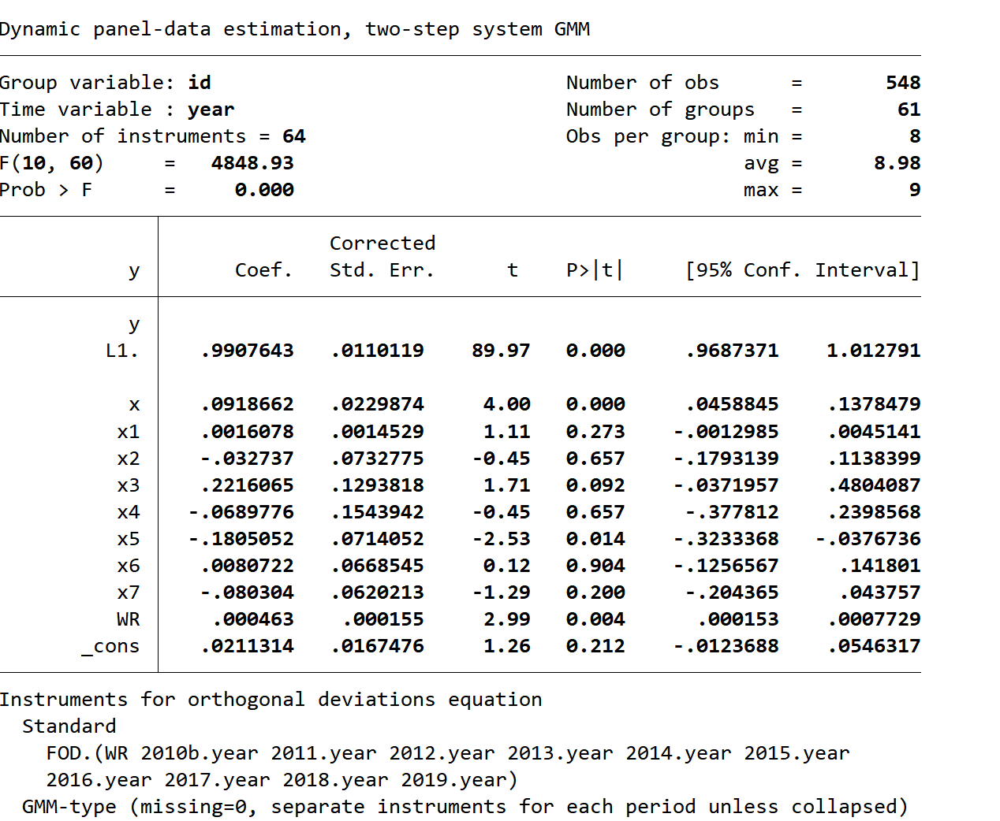 Dynamic panel-data estimation, two-step system GMM
Group variable: id Number of obs = 548
Time variable : year Number of groups = 61
Number of instruments = 64 Obs per group: min = 8
F(10, 60) = 4848.93 avg = 8.98
Prob > F = 0.000 max = 9
Corrected
y Coef. Std. Err. t P>|t| [95% Conf. Interval]
y
L1. .9907643 .0110119 89.97 0.000 .9687371 1.012791
x .0918662 .0229874 4.00 0.000 .0458845 .1378479
x1 .0016078 .0014529 1.11 0.273 -.0012985 .0045141
x2 -.032737 .0732775 -0.45 0.657 -.1793139 .1138399
x3 .2216065 .1293818 1.71 0.092 -.0371957 .4804087
x4 -.0689776 .1543942 -0.45 0.657 -.377812 .2398568
x5 -.1805052 .0714052 -2.53 0.014 -.3233368 -.0376736
x6 .0080722 .0668545 0.12 0.904 -.1256567 .141801
x7 -.080304 .0620213 -1.29 0.200 -.204365 .043757
WR .000463 .000155 2.99 0.004 .000153 .0007729
_cons .0211314 .0167476 1.26 0.212 -.0123688 .0546317
Instruments for orthogonal deviations equation
Standard
FOD.(WR 2010b.year 2011.year 2012.year 2013.year 2014.year 2015.year
2016.year 2017.year 2018.year 2019.year)
GMM-type (missing=0, separate instruments for each period unless collapsed)